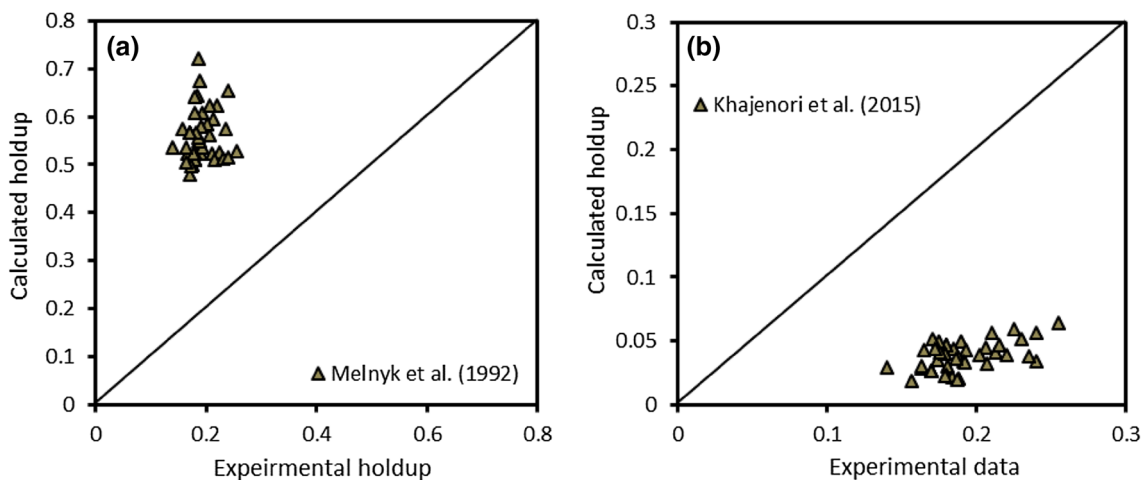 (a)
0.8
0.7
0.6
0.5
0.4
0.3
0.2
0.1
0
Calculated holdup
Melnyk et al. (1992)
0 0.2 0.4 0.6 0.8
Expeirmental holdup
(b)
0.3
0.25
0.2
0.15
0.1
0.05
0
Calculated holdup
Khajenori et al. (2015)
0 0.1 0.2 0.3
Experimental data